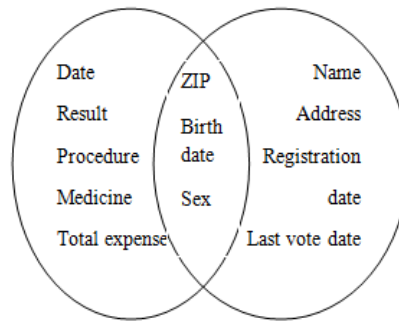 Date
Result
Procedure
Medicine
Total expense
ZIP
Birth
date
Sex
Name
Address
Registration
date
Last vote date